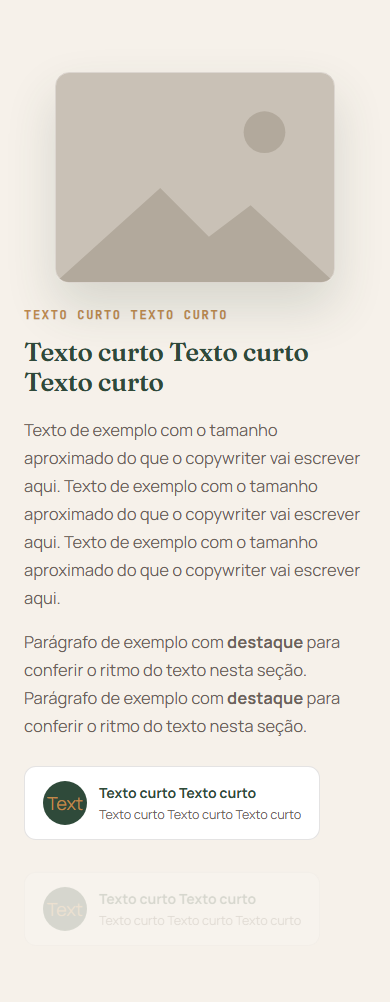 TEXTO CURTO TEXTO CURTO
Texto curto Texto curto
Texto curto
Texto de exemplo com o tamanho
aproximado do que o copywriter vai escrever
aqui. Texto de exemplo com o tamanho
aproximado do que o copywriter vai escrever
aqui. Texto de exemplo com o tamanho
aproximado do que o copywriter vai escrever
aqui.
Parágrafo de exemplo com destaque para
conferir o ritmo do texto nesta seção.
Parágrafo de exemplo com destaque para
conferir o ritmo do texto nesta seção.
Text
Texto curto Texto curto
Texto curto Texto curto Texto curto
Text
Texto curto Texto curto
Texto curto Texto curto Texto curto